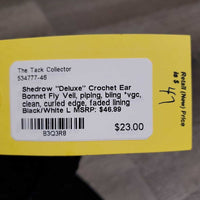 The Tack Collector
534777-46
Shedrow "Deluxe" Crochet Ear
Bonnet Fly Veil, piping, bling *vgc,
clean, curled edge, faded lining
Black/White L MSRP: $46.99
B3Q3R8
$23.00
Retail (New) Price
is $ 47